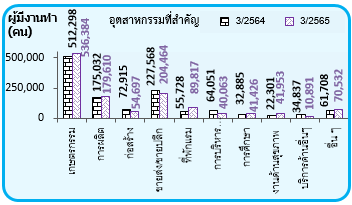 ผู้มีงานทำ
(คน)
อุตสาหกรรมที่สำคัญ
3/2564
3/2565
500,000
250,000
0
512,298
536,384
175,032
179,610
72,915
54,697
227,568
204,464
55,728
89,817
64,051
40,063
32,885
41,426
22,301
41,953
34,837
10,891
61,708
70,532
เกษตรกรรม
การผลิต
ก่อสร้าง
ขายส่ง/ขายปลีก
ที่พักแรม
การบริหาร...
การศึกษา
งานด้านสุขภาพ
บริการด้านอื่นๆ
อื่น ๆ